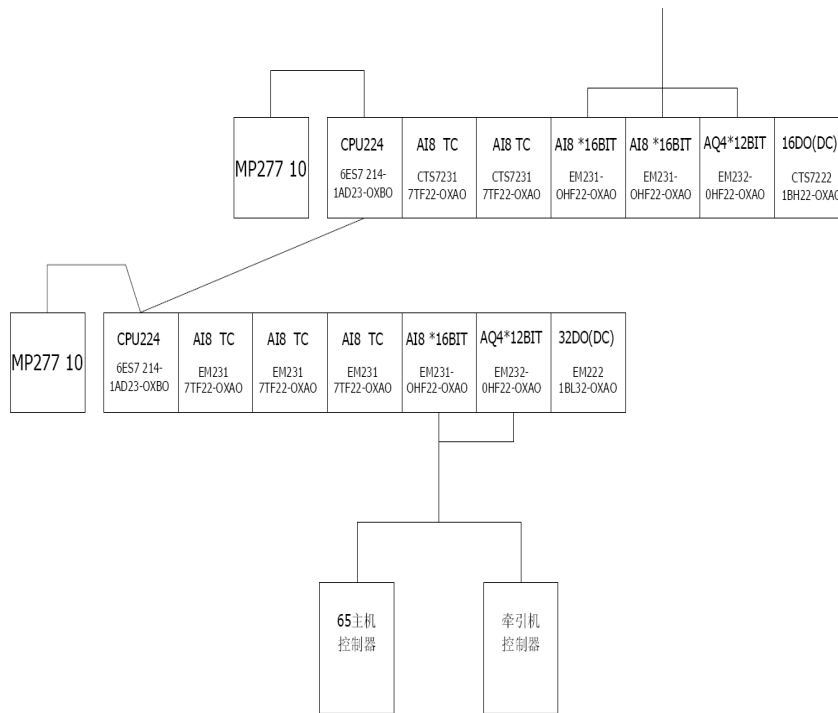 MP277 10
CPU224
6ES7 214-
1AD23-OXBO
AI8 TC
CTS7231
7TF22-OXAO
AI8 TC
CTS7231
7TF22-OXAO
AI8 *16BIT
EM231-
OHF22-OXAO
AI8 *16BIT
EM231-
OHF22-OXAO
AQ4*12BIT
EM232-
0HF22-OXAO
16DO(DC)
CTS7222
1BH22-OXAO
MP277 10
CPU224
6ES7 214-
1AD23-OXBO
AI8 TC
EM231
7TF22-OXAO
AI8 TC
EM231
7TF22-OXAO
AI8 TC
EM231
7TF22-OXAO
AI8 *16BIT
EM231-
OHF22-OXAO
AQ4*12BIT
EM232-
0HF22-OXAO
32DO(DC)
EM222
1BL32-OXAO
65主机
控制器
牵引机
控制器